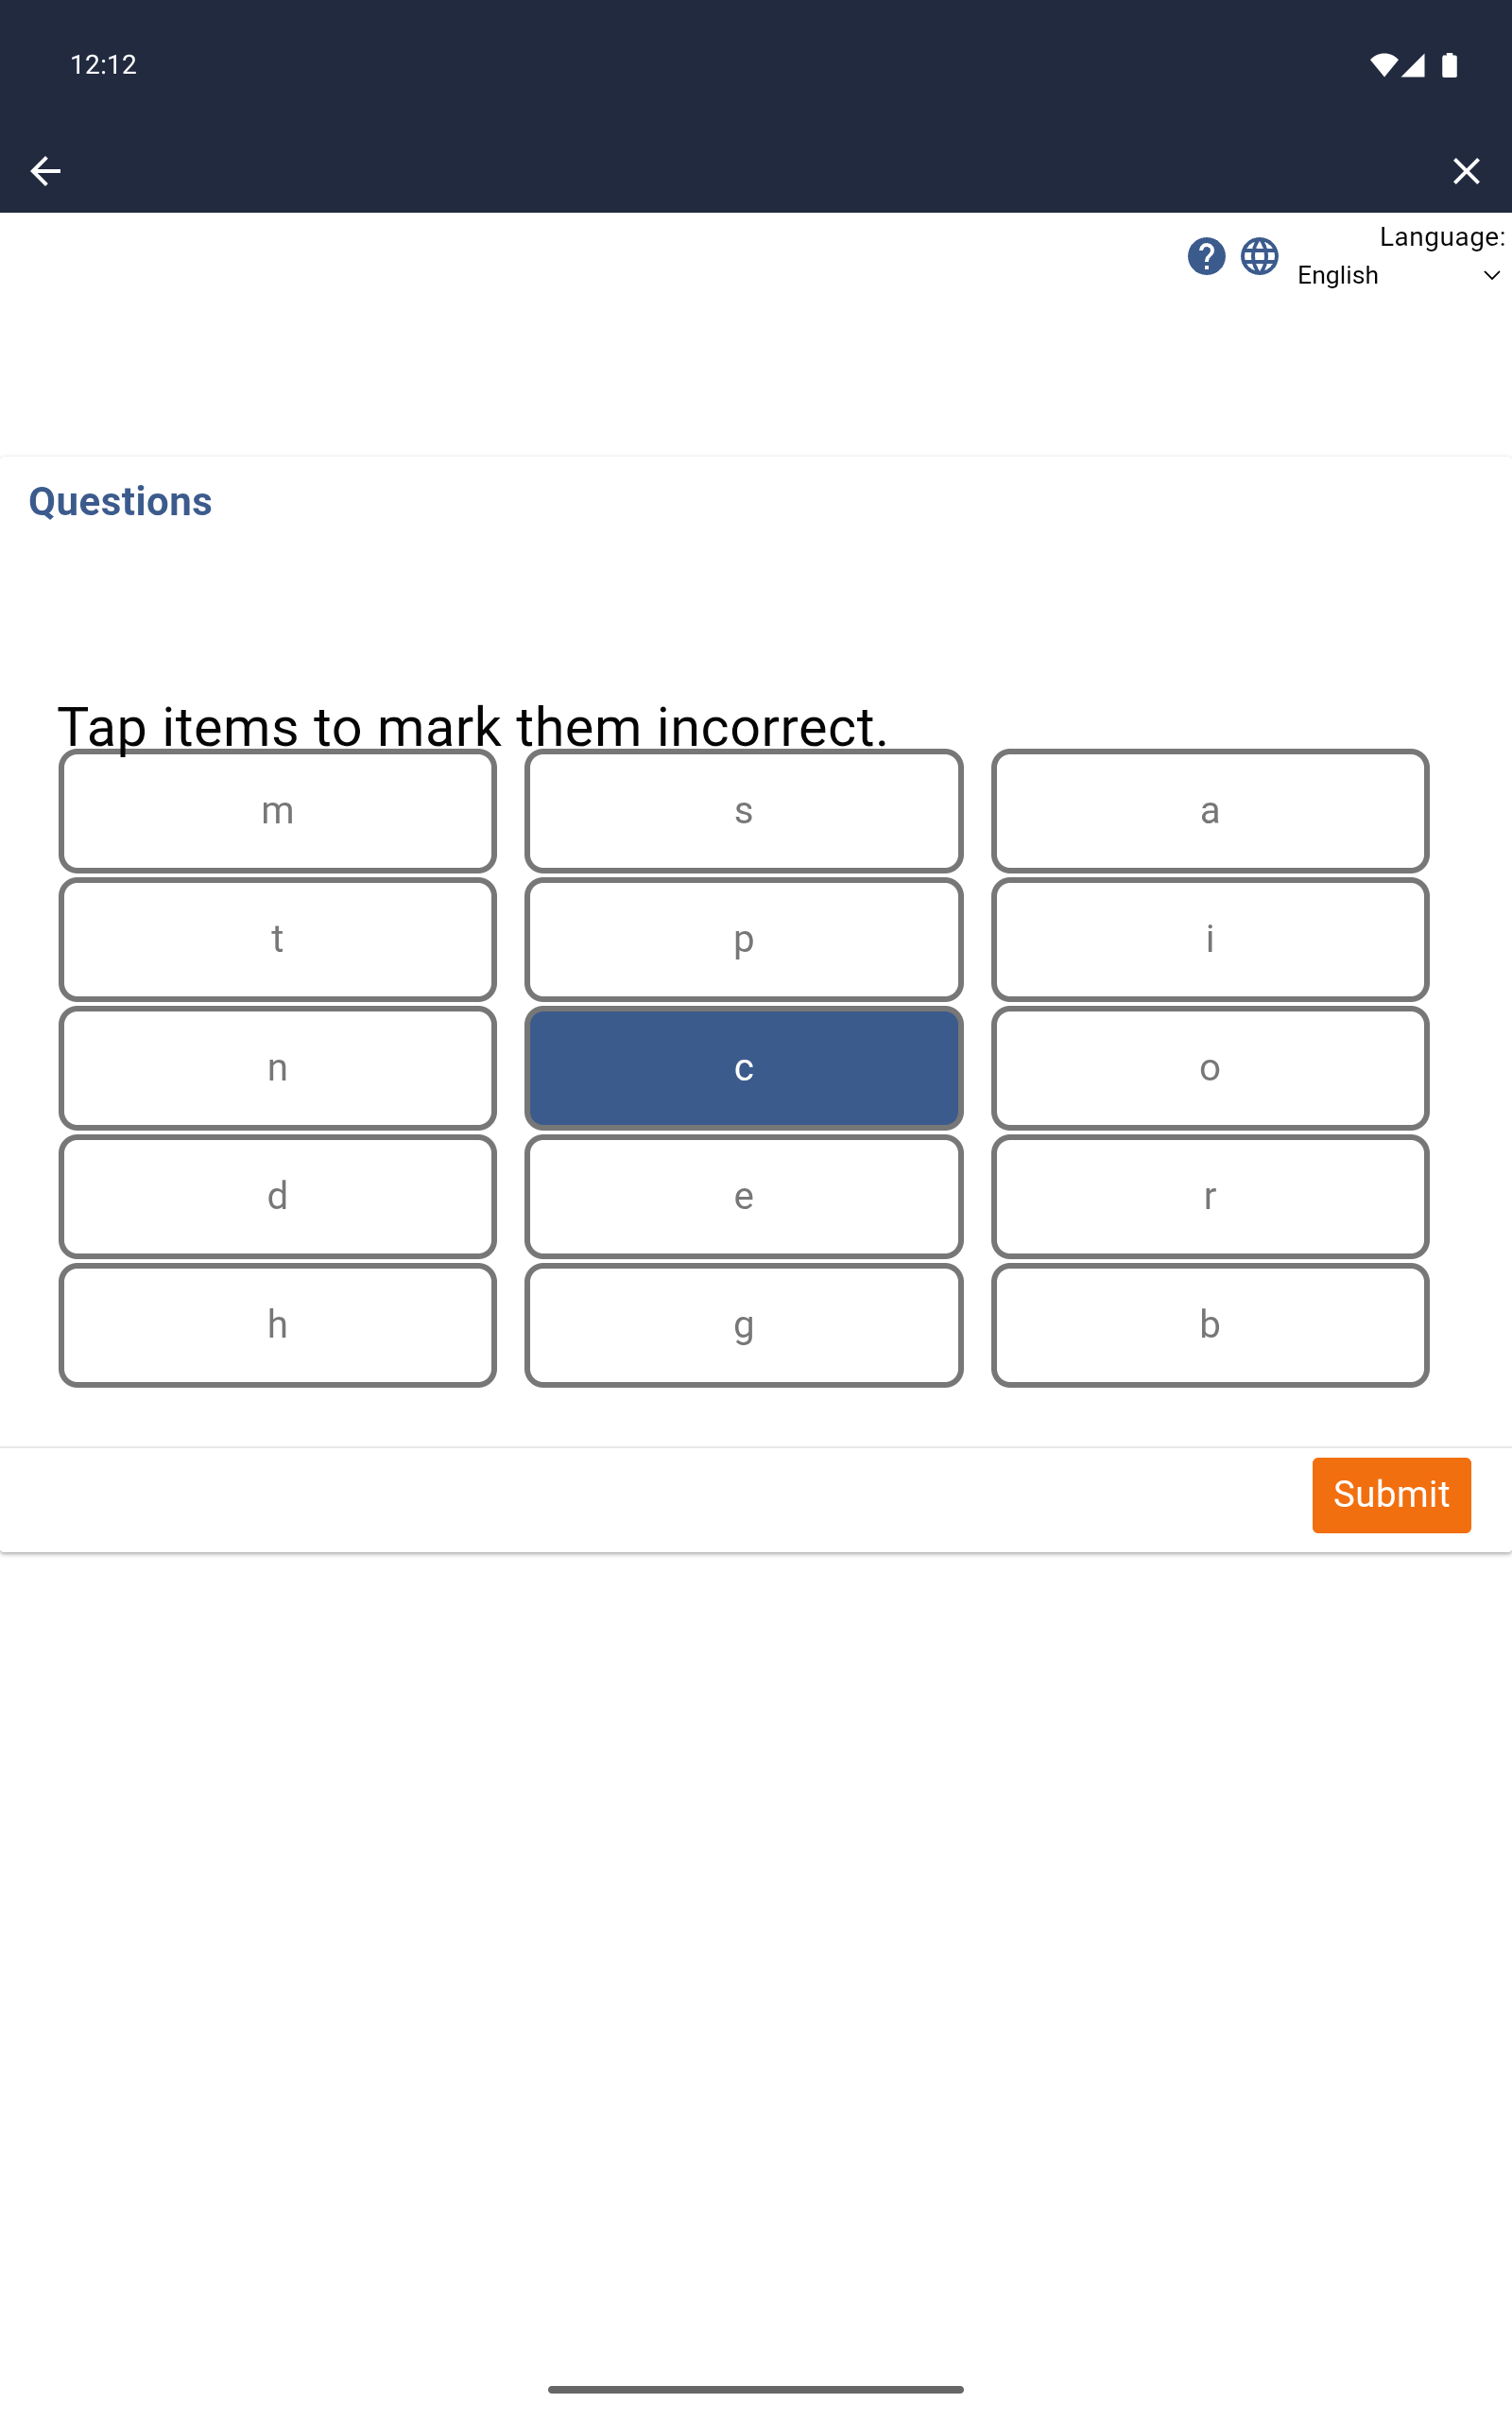 12:12
Language:
English
Questions
Tap items to mark them incorrect.
m s a
t p i
n c o
d e r
h g b
Submit